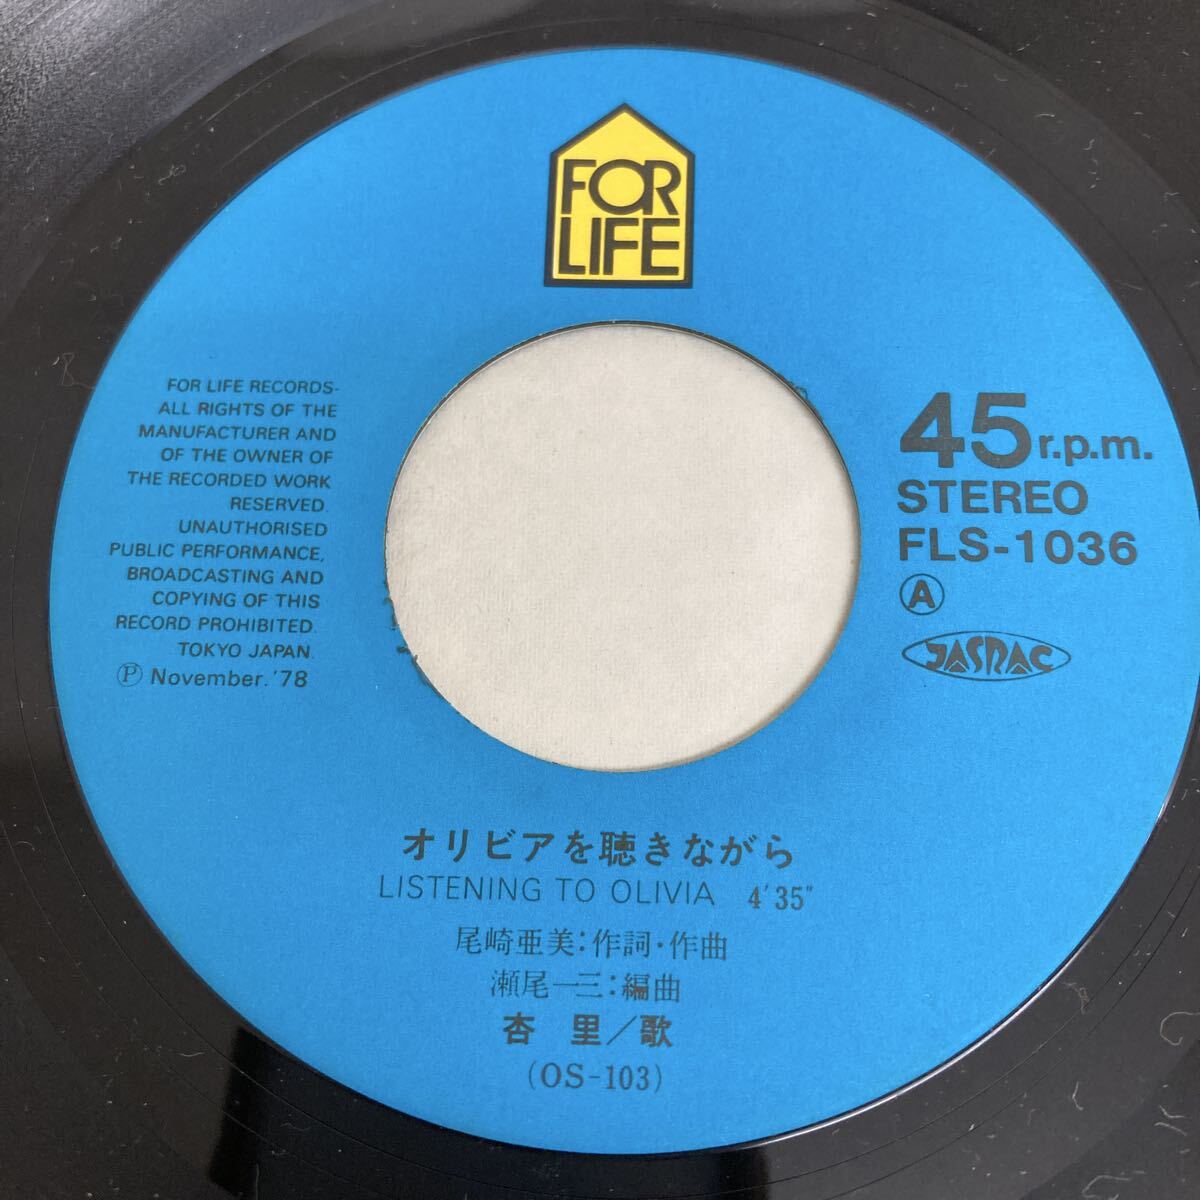 FOR
LIFE
FOR LIFE RECORDS-
ALL RIGHTS OF THE
MANUFACTURER AND
OF THE OWNER OF
THE RECORDED WORK
RESERVED.
UNAUTHORISED
PUBLIC PERFORMANCE,
BROADCASTING AND
COPYING OF THIS
RECORD PROHIBITED.
TOKYO JAPAN.
Ⓟ November.'78
45 r.p.m.
STEREO
FLS-1036
Ⓐ
JASRAC
オリビアを聴きながら
LISTENING TO OLIVIA 4'35"
尾崎亜美:作詞・作曲
瀬尾一三:編曲
杏 里/歌
(OS-103)